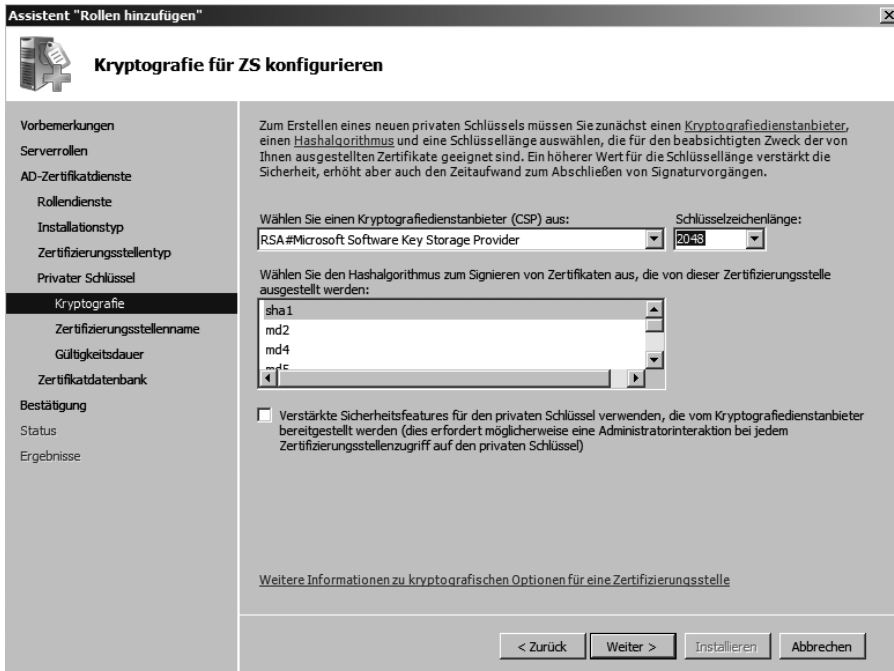 Assistent "Rollen hinzufügen"
Kryptografie für ZS konfigurieren
Vorbemerkungen
Serverrollen
AD-Zertifikatdienste
Rollendienste
Installationstyp
Zertifizierungsstellentyp
Privater Schlüssel
Kryptografie
Zertifizierungsstellenname
Gültigkeitsdauer
Zertifikatdatenbank
Bestätigung
Status
Ergebnisse
Zum Erstellen eines neuen privaten Schlüssels müssen Sie zunächst einen Kryptografiedienstanbieter,
einen Hashalgorithmus und eine Schlüssellänge auswählen, die für den beabsichtigten Zweck der von
Ihnen ausgestellten Zertifikate geeignet sind. Ein höherer Wert für die Schlüssellänge verstärkt die
Sicherheit, erhöht aber auch den Zeitaufwand zum Abschließen von Signaturvorgängen.
Wählen Sie einen Kryptografiedienstanbieter (CSP) aus:
RSA#Microsoft Software Key Storage Provider
Schlüsselzeichenlänge:
2048
Wählen Sie den Hashalgorithmus zum Signieren von Zertifikaten aus, die von dieser Zertifizierungsstelle
ausgestellt werden:
sha1
md2
md4
md5
Verstärkte Sicherheitsfeatures für den privaten Schlüssel verwenden, die vom Kryptografiedienstanbieter
bereitgestellt werden (dies erfordert möglicherweise eine Administratorinteraktion bei jedem
Zertifizierungsstellenzugriff auf den privaten Schlüssel)
Weitere Informationen zu kryptografischen Optionen für eine Zertifizierungsstelle
< Zurück
Weiter >
Installieren
Abbrechen